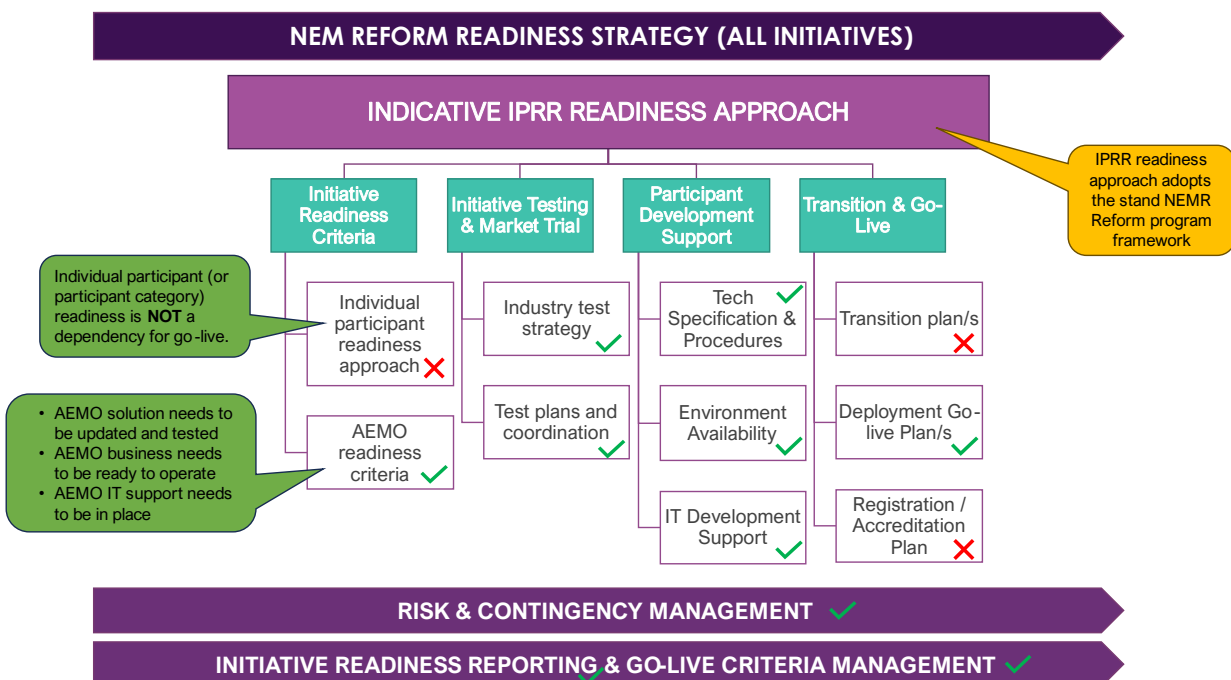 NEM REFORM READINESS STRATEGY (ALL INITIATIVES)
INDICATIVE IPRR READINESS APPROACH
IPRR readiness
approach adopts
the stand NEMR
Reform program
framework
Initiative
Readiness
Criteria
Initiative Testing
& Market Trial
Participant
Development
Support
Transition & Go-
Live
Individual participant (or
participant category)
readiness is NOT a
dependency for go-live.
Individual
participant
readiness
approach
Industry test
strategy
Tech
Specification &
Procedures
Transition plan/s
• AEMO solution needs to
be updated and tested
• AEMO business needs
to be ready to operate
• AEMO IT support needs
to be in place
AEMO
readiness
criteria
Test plans and
coordination
Environment
Availability
Deployment Go-
live Plan/s
IT Development
Support
Registration /
Accreditation
Plan
RISK & CONTINGENCY MANAGEMENT
INITIATIVE READINESS REPORTING & GO-LIVE CRITERIA MANAGEMENT